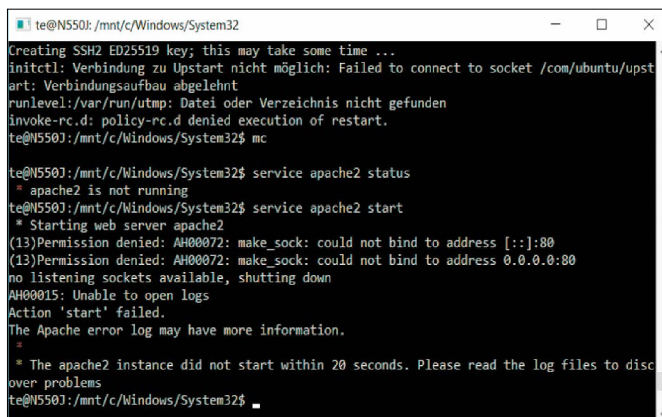 te@N550J: /mnt/c/Windows/System32
Creating SSH2 ED25519 key; this may take some time ...
initctl: Verbindung zu Upstart nicht möglich: Failed to connect to socket /com/ubuntu/upst
art: Verbindungsaufbau abgelehnt
runlevel:/var/run/utmp: Datei oder Verzeichnis nicht gefunden
invoke-rc.d: policy-rc.d denied execution of restart.
te@N550J:/mnt/c/Windows/System32$ mc
te@N550J:/mnt/c/Windows/System32$ service apache2 status
* apache2 is not running
te@N550J:/mnt/c/Windows/System32$ service apache2 start
* Starting web server apache2
(13)Permission denied: AH00072: make_sock: could not bind to address [::]:80
(13)Permission denied: AH00072: make_sock: could not bind to address 0.0.0.0:80
no listening sockets available, shutting down
AH00015: Unable to open logs
Action 'start' failed.
The Apache error log may have more information.
*
* The apache2 instance did not start within 20 seconds. Please read the log files to disc
over problems
te@N550J:/mnt/c/Windows/System32$